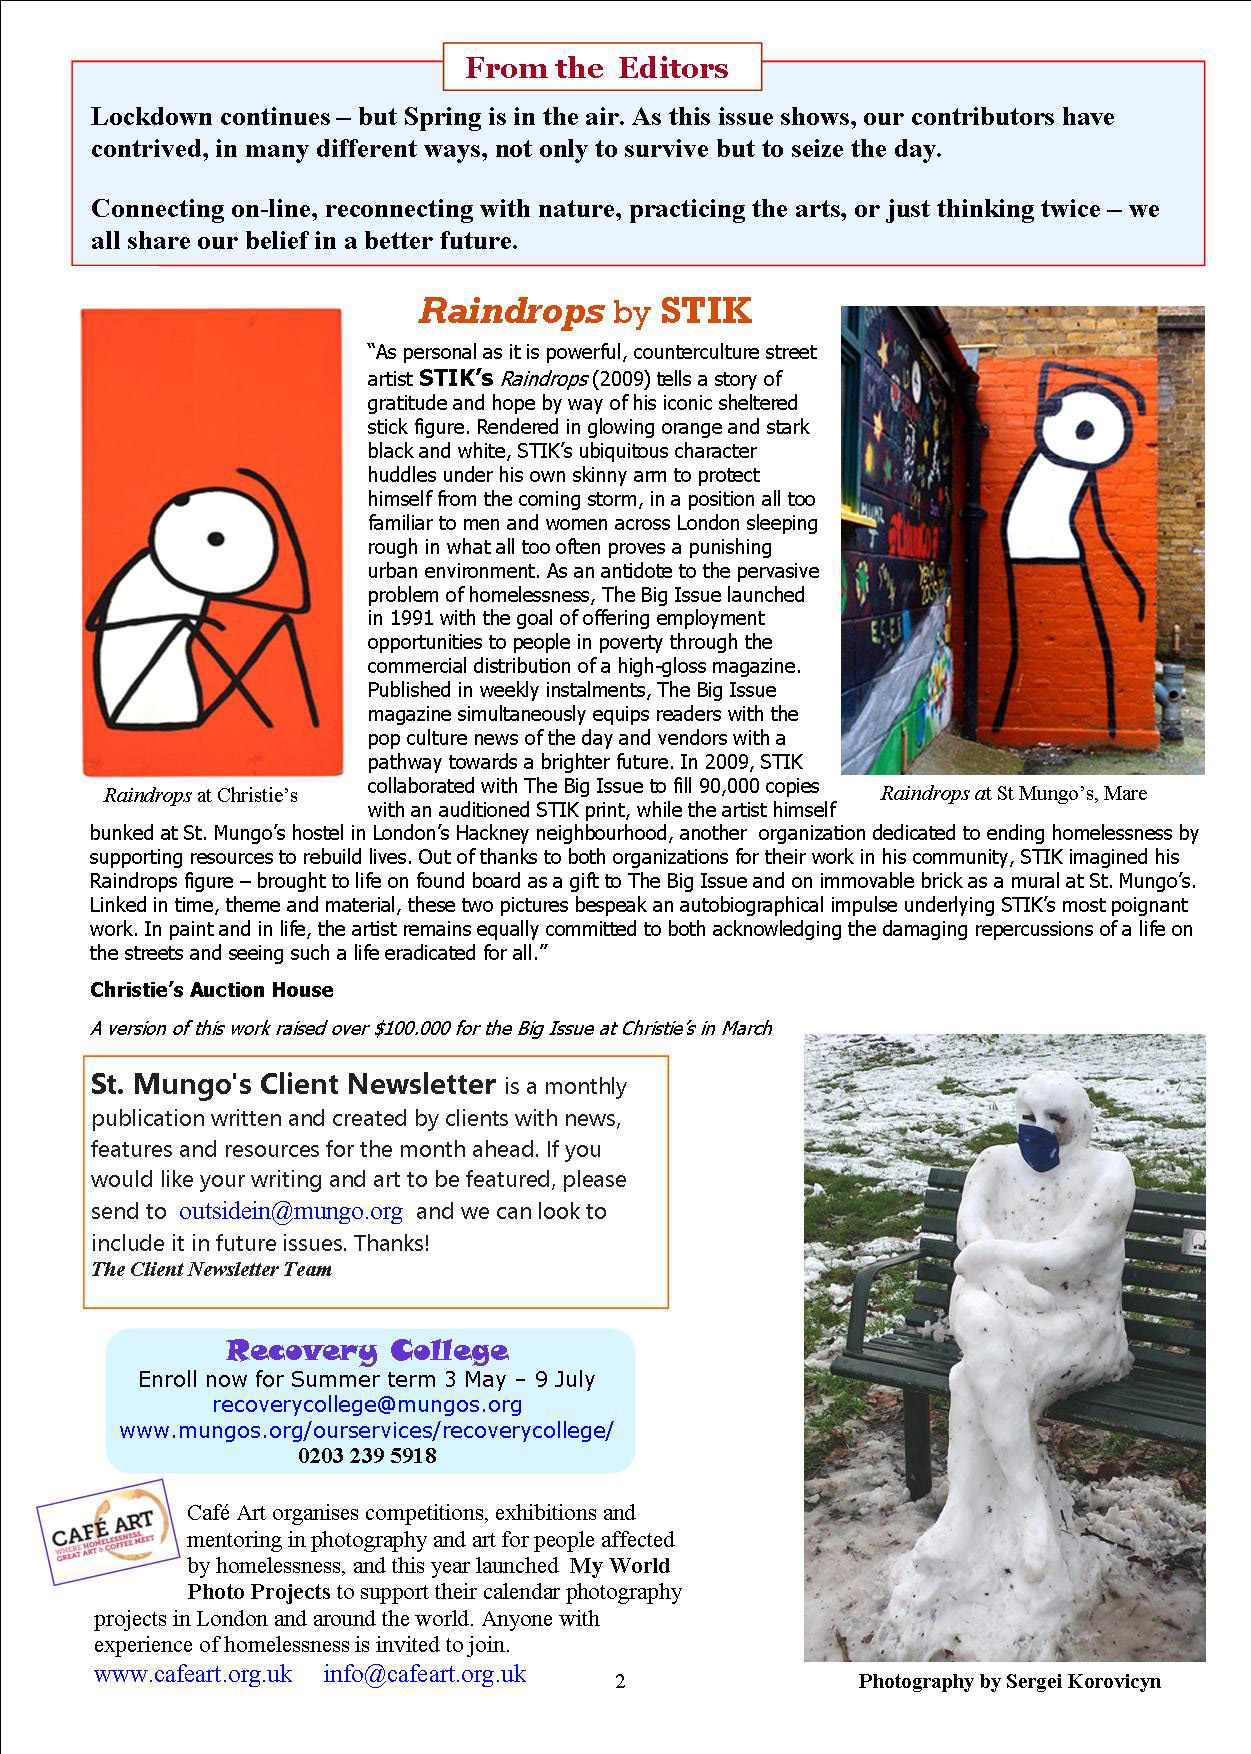 From the  Editors
Lockdown continues – but Spring is in the air. As this issue shows, our contributors have
contrived, in many different ways, not only to survive but to seize the day.
Connecting on-line, reconnecting with nature, practicing the arts, or just thinking twice – we
all share our belief in a better future.
Raindrops by STIK
“As personal as it is powerful, counterculture street
artist STIK’s Raindrops (2009) tells a story of
gratitude and hope by way of his iconic sheltered
stick figure. Rendered in glowing orange and stark
black and white, STIK’s ubiquitous character
huddles under his own skinny arm to protect
himself from the coming storm, in a position all too
familiar to men and women across London sleeping
rough in what all too often proves a punishing
urban environment. As an antidote to the pervasive
problem of homelessness, The Big Issue launched
in 1991 with the goal of offering employment
opportunities to people in poverty through the
commercial distribution of a high-gloss magazine.
Published in weekly instalments, The Big Issue
magazine simultaneously equips readers with the
pop culture news of the day and vendors with a
pathway towards a brighter future. In 2009, STIK
collaborated with The Big Issue to fill 90,000 copies
with an auditioned STIK print, while the artist himself
bunked at St. Mungo’s hostel in London’s Hackney neighbourhood, another  organization dedicated to ending homelessness by
supporting resources to rebuild lives. Out of thanks to both organizations for their work in his community, STIK imagined his
Raindrops figure – brought to life on found board as a gift to The Big Issue and on immovable brick as a mural at St. Mungo’s.
Linked in time, theme and material, these two pictures bespeak an autobiographical impulse underlying STIK’s most poignant
work. In paint and in life, the artist remains equally committed to both acknowledging the damaging repercussions of a life on
the streets and seeing such a life eradicated for all.”
Raindrops at Christie’s
Raindrops at St Mungo’s, Mare
Christie’s Auction House
A version of this work raised over $100.000 for the Big Issue at Christie’s in March
St. Mungo's Client Newsletter is a monthly
publication written and created by clients with news,
features and resources for the month ahead. If you
would like your writing and art to be featured, please
send to  outsidein@mungo.org  and we can look to
include it in future issues. Thanks!
The Client Newsletter Team
Recovery College
Enroll now for Summer term 3 May – 9 July
recoverycollege@mungos.org
www.mungos.org/ourservices/recoverycollege/
0203 239 5918
CAFÉ ART
WHERE HOMELESSNESS,
GREAT ART & COFFEE MEET
Café Art organises competitions, exhibitions and
mentoring in photography and art for people affected
by homelessness, and this year launched  My World
Photo Projects to support their calendar photography
projects in London and around the world. Anyone with
experience of homelessness is invited to join.
www.cafeart.org.uk     info@cafeart.org.uk
2
Photography by Sergei Korovicyn